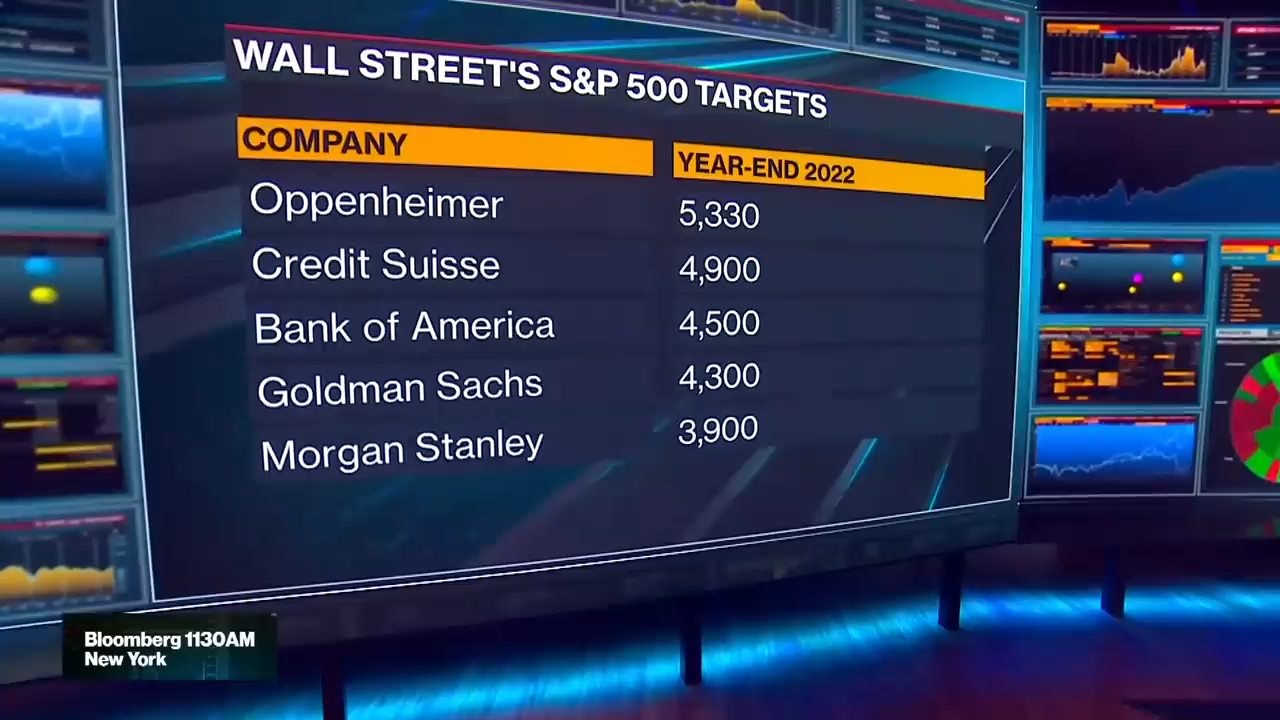 WALL STREET'S S&P 500 TARGETS
COMPANY YEAR-END 2022
Oppenheimer 5,330
Credit Suisse 4,900
Bank of America 4,500
Goldman Sachs 4,300
Morgan Stanley 3,900
Bloomberg 1130AM
New York